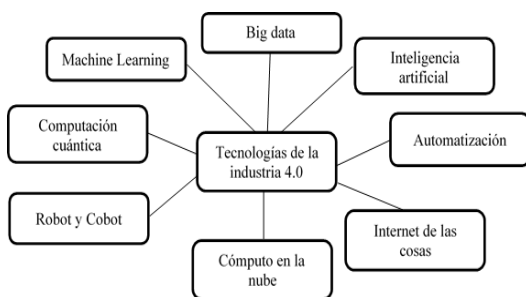 Big data
Machine Learning
Inteligencia
artificial
Computación
cuántica
Tecnologías de la
industria 4.0
Automatización
Robot y Cobot
Internet de las
cosas
Cómputo en la
nube